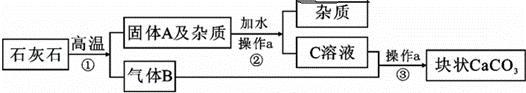 石灰石
高温
①
固体A及杂质
气体B
加水
操作a
②
杂质
C溶液
操作a
③
块状CaCO₃